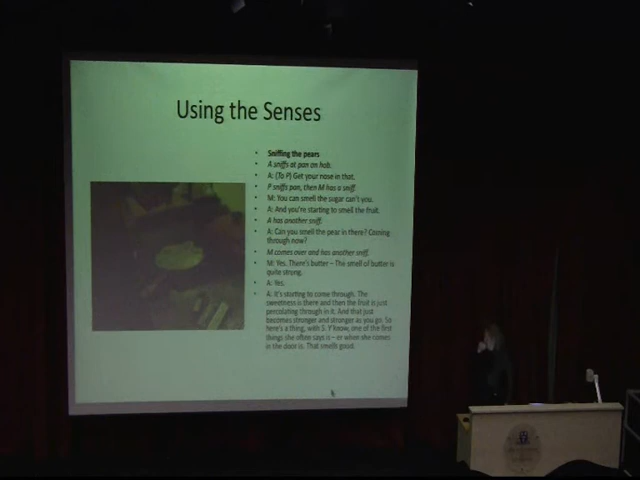 Using the Senses
Sniffing the pears
A sniffs at pan on hob.
A: (To P) Get your nose in that.
P sniffs pan, then M has a sniff.
M: You can smell the sugar can't you.
A: And you're starting to smell the fruit.
A has another sniff.
A: Can you smell the pear in there? Coming
through now?
M comes over and has another sniff.
M: Yes. There's butter – The smell of butter is
quite strong.
A: Yes.
A: It's starting to come through. The
sweetness is there and then the fruit is just
percolating through in it. And that just
becomes stronger and stronger as you go. So
here's a thing, with S. Y'know, one of the first
things she often says is – or when she comes
in the door is. That smells good.